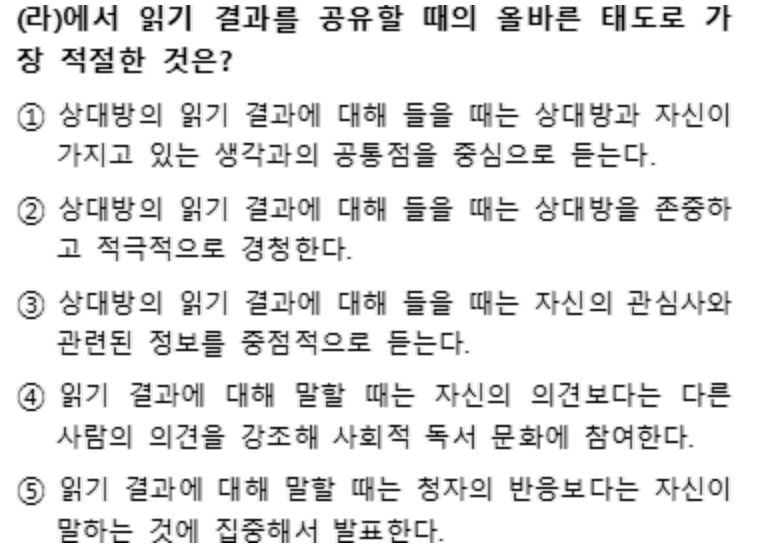 (라)에서 읽기 결과를 공유할 때의 올바른 태도로 가
장 적절한 것은?
① 상대방의 읽기 결과에 대해 들을 때는 상대방과 자신이
가지고 있는 생각과의 공통점을 중심으로 듣는다.
② 상대방의 읽기 결과에 대해 들을 때는 상대방을 존중하
고 적극적으로 경청한다.
③ 상대방의 읽기 결과에 대해 들을 때는 자신의 관심사와
관련된 정보를 중점적으로 듣는다.
④ 읽기 결과에 대해 말할 때는 자신의 의견보다는 다른
사람의 의견을 강조해 사회적 독서 문화에 참여한다.
⑤ 읽기 결과에 대해 말할 때는 청자의 반응보다는 자신이
말하는 것에 집중해서 발표한다.